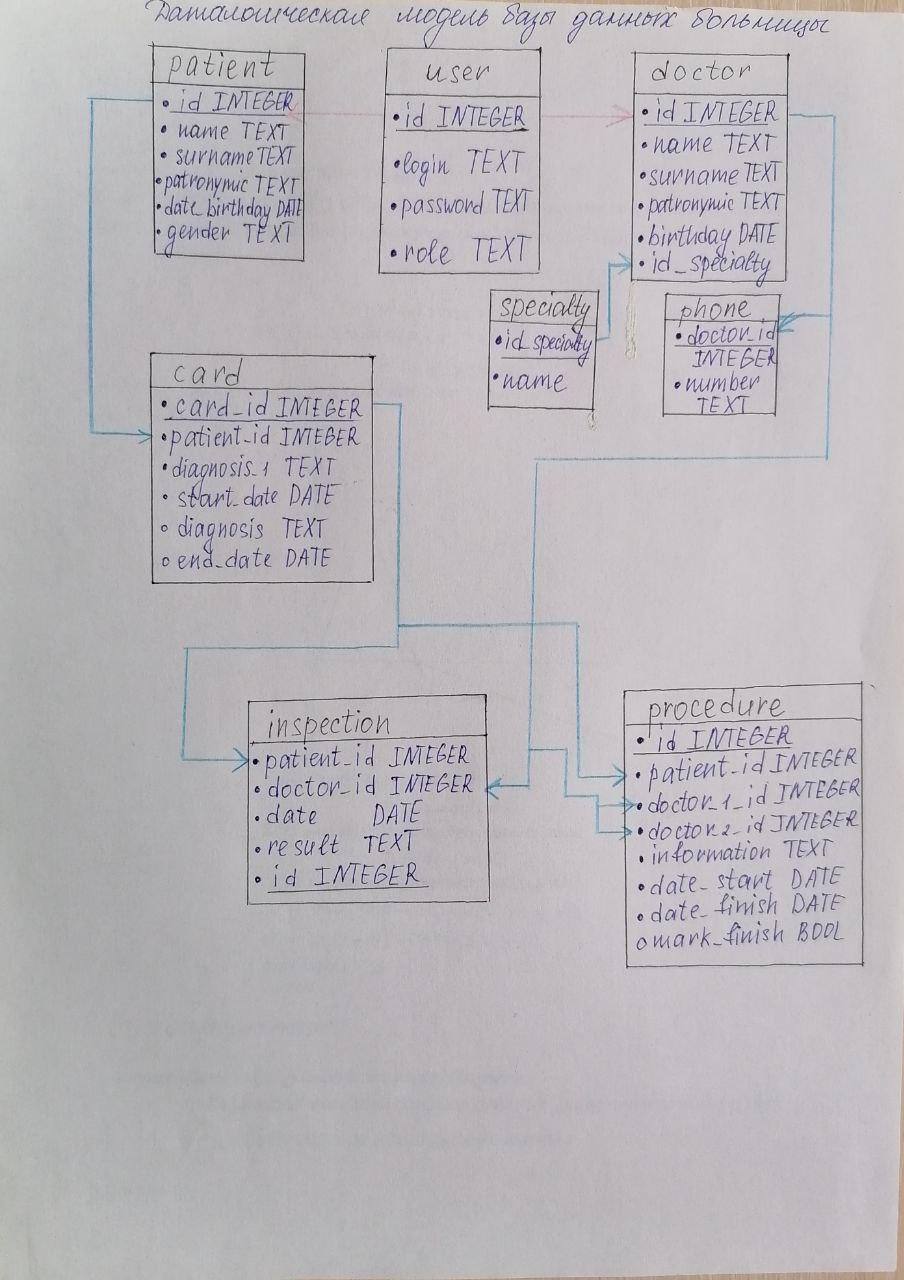 Даталогическая модель базы данных больницы
patient
• id INTEGER
• name TEXT
• surname TEXT
• patronymic TEXT
• date birthday DATE
• gender TEXT
user
• id INTEGER
• login TEXT
• password TEXT
• role TEXT
doctor
• id INTEGER
• name TEXT
• surname TEXT
• patronymic TEXT
• birthday DATE
• id_specialty
specialty
• id_specialty
• name
phone
• doctor_id
INTEGER
• number
TEXT
card
• card_id INTEGER
• patient_id INTEGER
• diagnosis_1 TEXT
• start_date DATE
○ diagnosis TEXT
○ end_date DATE
inspection
• patient_id INTEGER
• doctor_id INTEGER
• date DATE
• result TEXT
• id INTEGER
procedure
• id INTEGER
• patient_id INTEGER
• doctor_1_id INTEGER
• doctor_2_id INTEGER
• information TEXT
• date_start DATE
• date_finish DATE
○ mark_finish BOOL